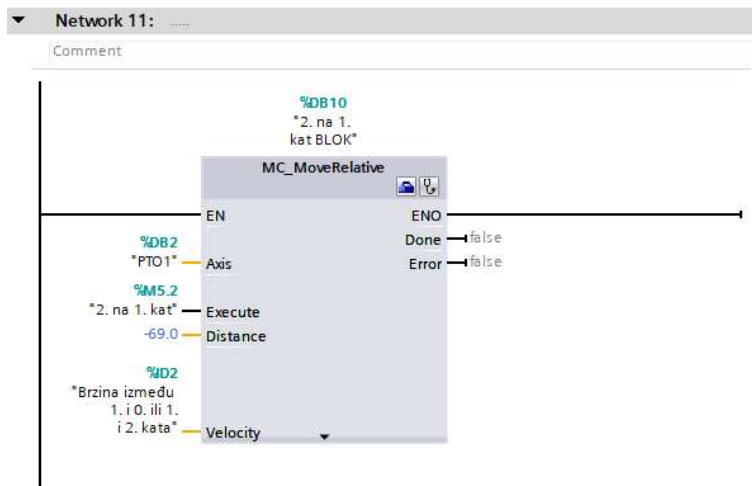 Network 11: .....
Comment
%DB10
"2. na 1.
kat BLOK"
MC_MoveRelative
EN
ENO
%DB2
"PTO1"
Axis
Done
false
Error
false
%M5.2
"2. na 1. kat"
Execute
-69.0
Distance
%ID2
"Brzina između
1. i 0. ili 1.
i 2. kata"
Velocity